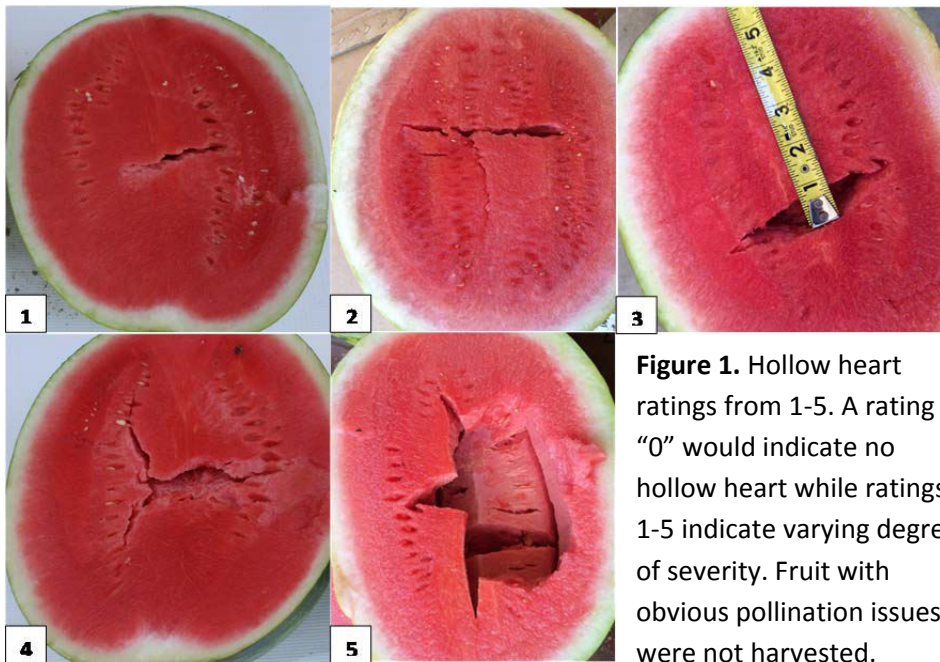 1
2
5
4
3
2
1
3
4
5
Figure 1. Hollow heart
ratings from 1-5. A rating
"0" would indicate no
hollow heart while ratings
1-5 indicate varying degre
of severity. Fruit with
obvious pollination issues
were not harvested.